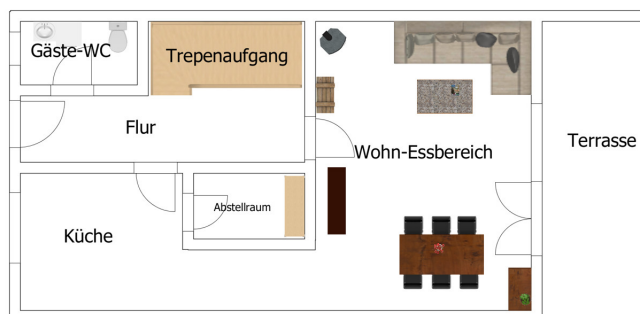 Gäste-WC
Trepenaufgang
Flur
Wohn-Essbereich
Terrasse
Abstellraum
Küche